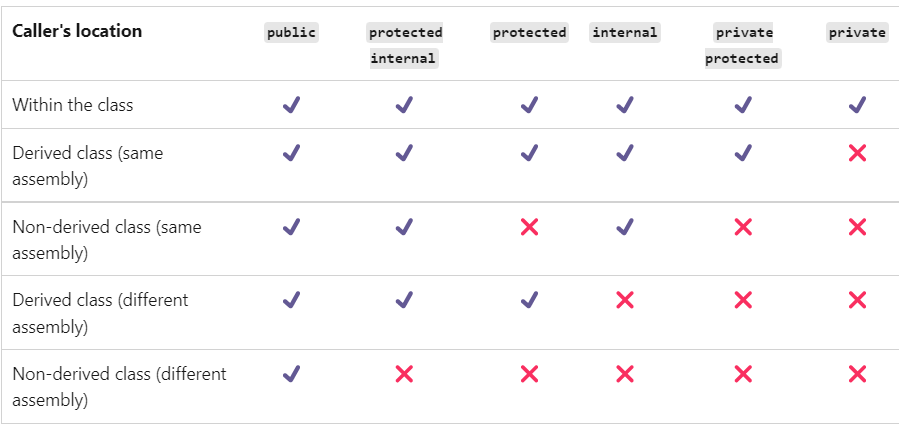 Caller's location public protected internal protected internal private protected private
Within the class ✔ ✔ ✔ ✔ ✔ ✔
Derived class (same
assembly) ✔ ✔ ✔ ✔ ✔ ✖
Non-derived class (same
assembly) ✔ ✔ ✖ ✔ ✖ ✖
Derived class (different
assembly) ✔ ✔ ✔ ✖ ✖ ✖
Non-derived class (different
assembly) ✔ ✖ ✖ ✖ ✖ ✖